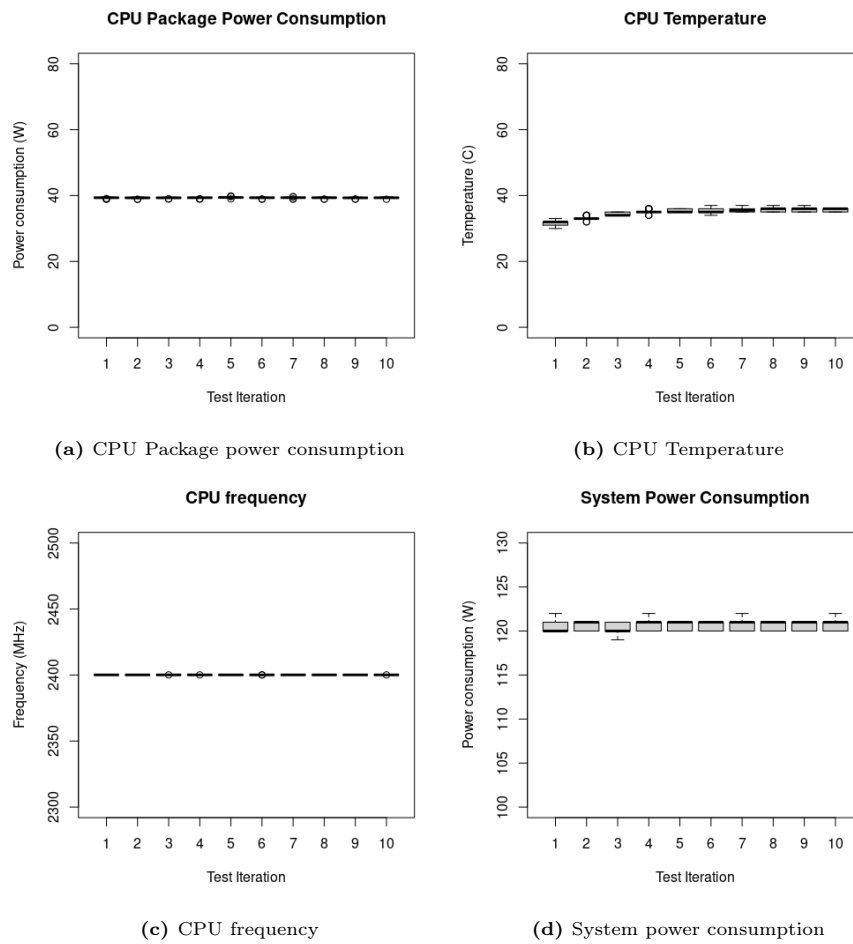 CPU Package Power Consumption
Power consumption (W)
80
60
40
20
0
1 2 3 4 5 6 7 8 9 10
Test Iteration
(a) CPU Package power consumption
CPU Temperature
Temperature (C)
80
60
40
20
0
1 2 3 4 5 6 7 8 9 10
Test Iteration
(b) CPU Temperature
CPU frequency
Frequency (MHz)
2500
2450
2400
2350
2300
1 2 3 4 5 6 7 8 9 10
Test Iteration
(c) CPU frequency
System Power Consumption
Power consumption (W)
130
125
120
115
110
105
100
1 2 3 4 5 6 7 8 9 10
Test Iteration
(d) System power consumption